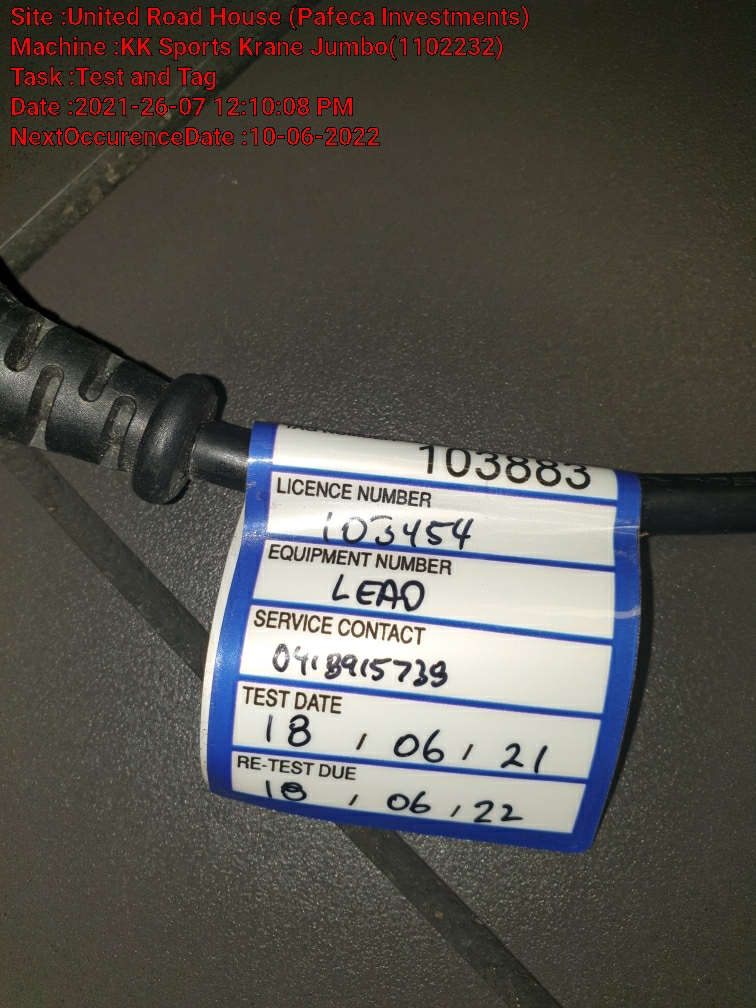 Site :United Road House (Pafeca Investments)
Machine :KK Sports Krane Jumbo(1102232)
Task :Test and Tag
Date :2021-26-07 12:10:08 PM
NextOccurenceDate :10-06-2022
103883
LICENCE NUMBER
103454
EQUIPMENT NUMBER
LEAD
SERVICE CONTACT
0418915739
TEST DATE
18 / 06 / 21
RE-TEST DUE
18 / 06 / 22